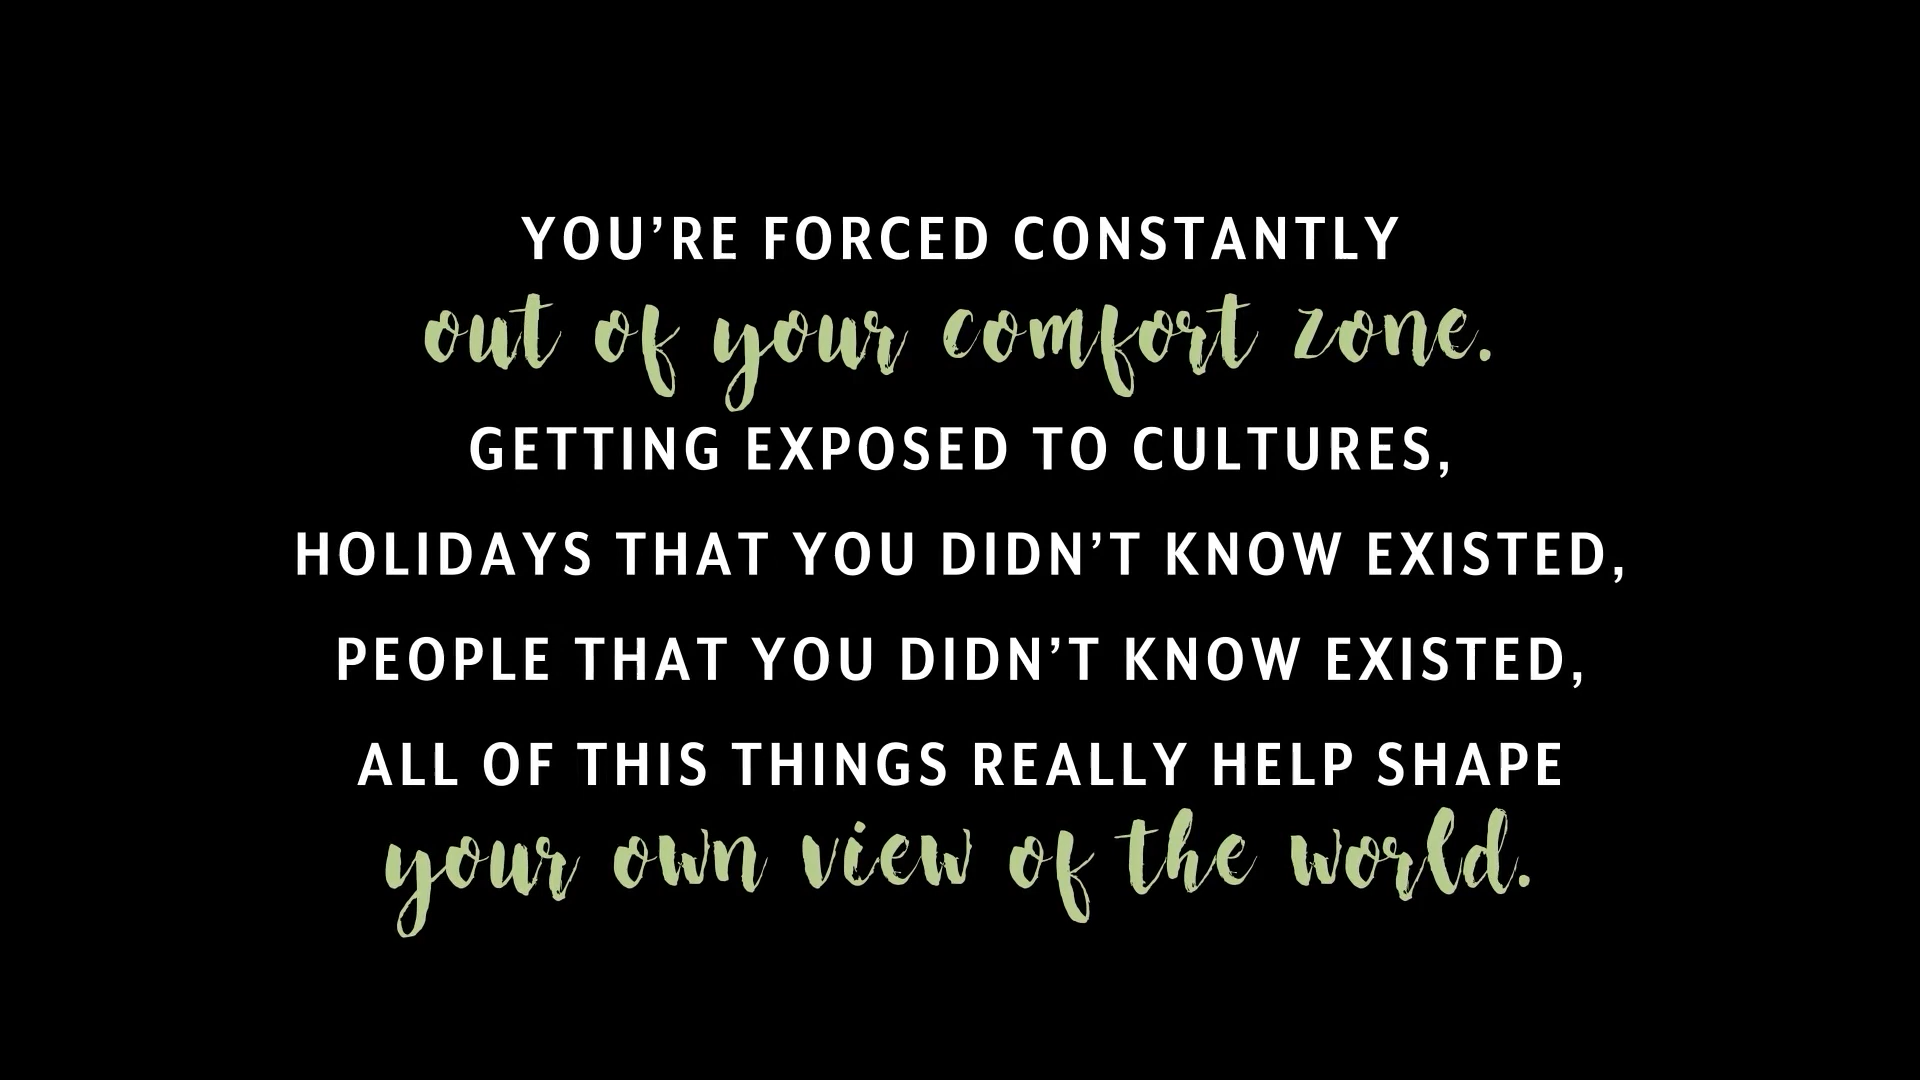 YOU’RE FORCED CONSTANTLY
out of your comfort zone.
GETTING EXPOSED TO CULTURES,
HOLIDAYS THAT YOU DIDN’T KNOW EXISTED,
PEOPLE THAT YOU DIDN’T KNOW EXISTED,
ALL OF THIS THINGS REALLY HELP SHAPE
your own view of the world.